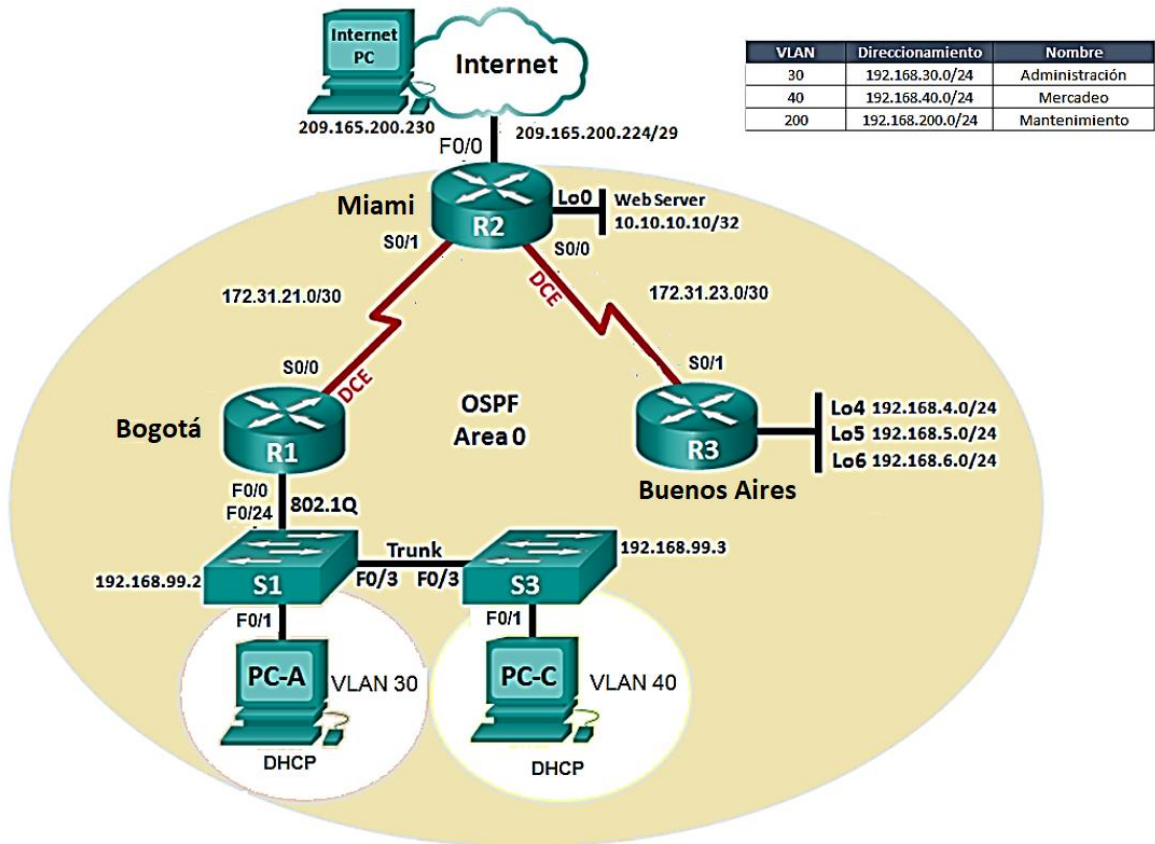 Internet
PC
Internet
209.165.200.230
209.165.200.224/29
F0/0
VLAN Direccionamiento Nombre
30 192.168.30.0/24 Administración
40 192.168.40.0/24 Mercadeo
200 192.168.200.0/24 Mantenimiento
Miami
R2
Lo0
Web Server
10.10.10.10/32
S0/1
S0/0
DCE
172.31.21.0/30
172.31.23.0/30
S0/0
DCE
S0/1
Bogotá
R1
OSPF
Area 0
R3
Buenos Aires
Lo4 192.168.4.0/24
Lo5 192.168.5.0/24
Lo6 192.168.6.0/24
F0/0
F0/24
802.1Q
Trunk
192.168.99.2
S1
F0/3
F0/3
S3
192.168.99.3
F0/1
F0/1
PC-A
VLAN 30
DHCP
PC-C
VLAN 40
DHCP